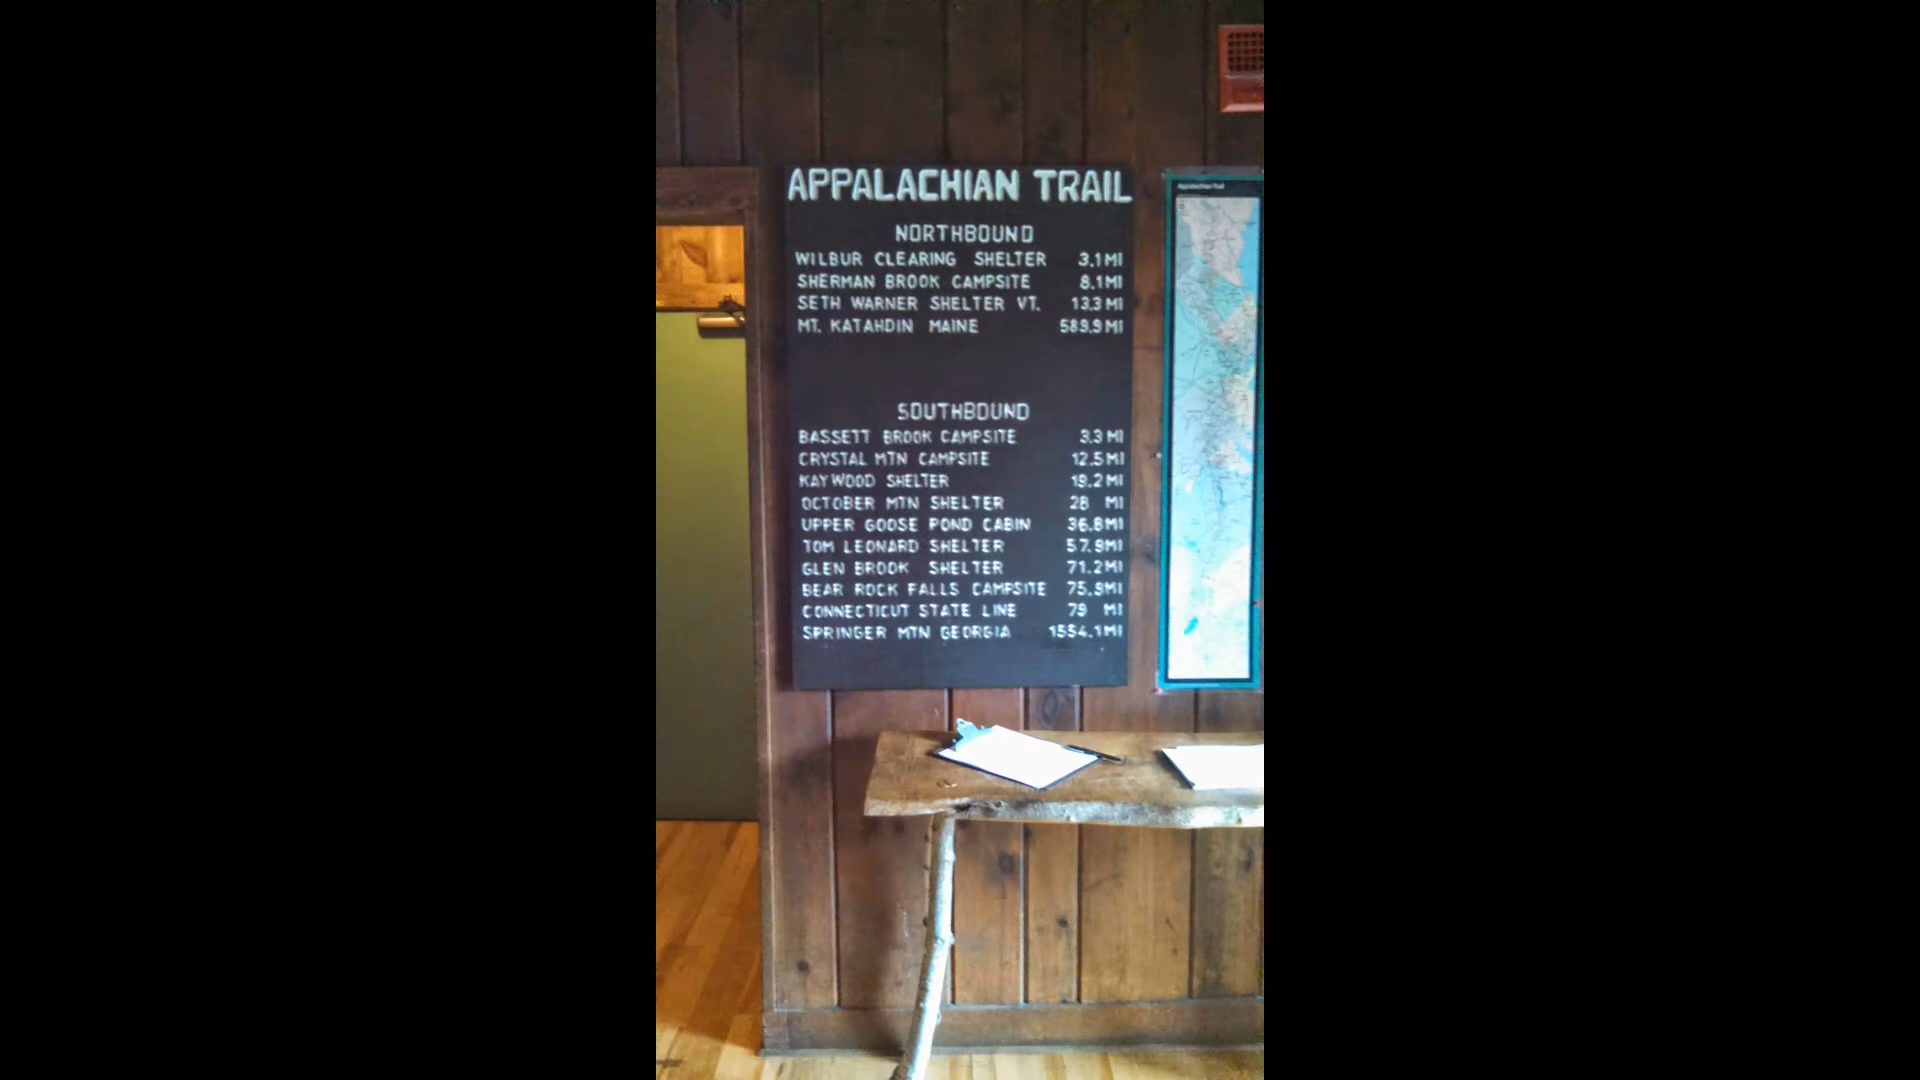 APPALACHIAN TRAIL
NORTHBOUND
WILBUR CLEARING SHELTER 3.1 MI
SHERMAN BROOK CAMPSITE 8.1 MI
SETH WARNER SHELTER VT. 13.3 MI
MT. KATAHDIN MAINE 589.9 MI
SOUTHBOUND
BASSETT BROOK CAMPSITE 3.3 MI
CRYSTAL MTN CAMPSITE 12.5 MI
KAY WOOD SHELTER 19.2 MI
OCTOBER MTN SHELTER 28 MI
UPPER GOOSE POND CABIN 36.8 MI
TOM LEONARD SHELTER 57.9 MI
GLEN BROOK SHELTER 71.2 MI
BEAR ROCK FALLS CAMPSITE 75.9 MI
CONNECTICUT STATE LINE 79 MI
SPRINGER MTN GEORGIA 1554.1 MI
Appalachian Trail